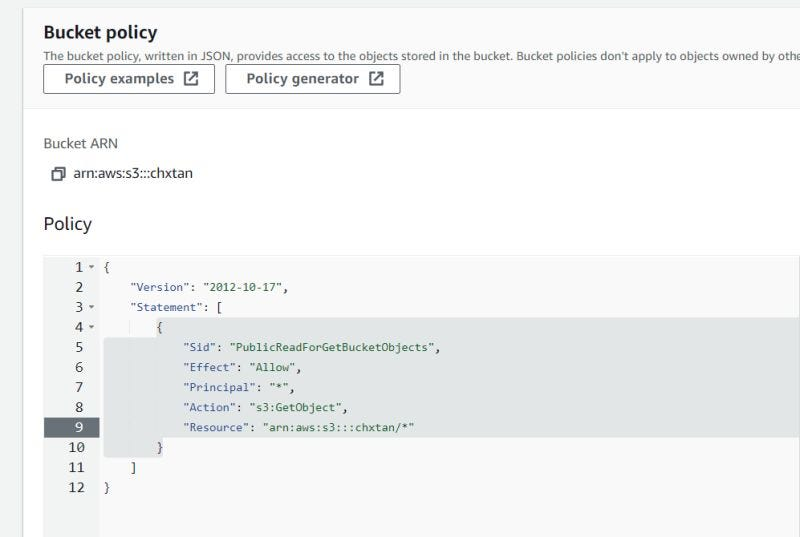 Bucket policy
The bucket policy, written in JSON, provides access to the objects stored in the bucket. Bucket policies don't apply to objects owned by othe
Policy examples Policy generator
Bucket ARN
arn:aws:s3:::chxtan
Policy
1 {
2 "Version": "2012-10-17",
3 "Statement": [
4 {
5 "Sid": "PublicReadForGetBucketObjects",
6 "Effect": "Allow",
7 "Principal": "*",
8 "Action": "s3:GetObject",
9 "Resource": "arn:aws:s3:::chxtan/*"
10 }
11 ]
12 }